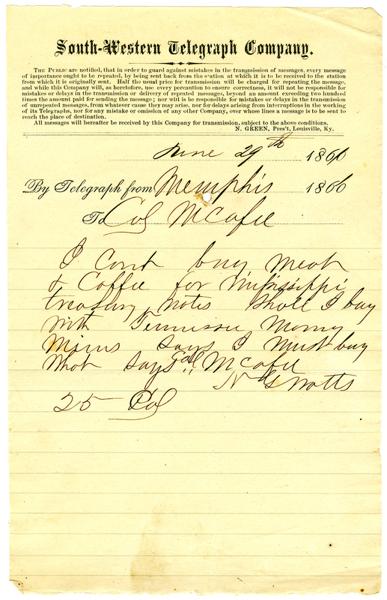 South-Western Telegraph Company.
THE PUBLIC are notified, that in order to guard against mistakes in the transmission of messages, every message
of importance ought to be repeated, by being sent back from the station at which it is to be received to the station
from which it is originally sent. Half the usual price for transmission will be charged for repeating the message,
and while this Company will, as heretofore, use every precaution to ensure correctness, it will not be responsible for
mistakes or delays in the transmission or delivery of repeated messages, beyond an amount exceeding two hundred
times the amount paid for sending the message; nor will it be responsible for mistakes or delays in the transmission
of unrepeated messages, from whatever cause they may arise, nor for delays arising from interruptions in the working
of its Telegraphs, nor for any mistake or omission of any other Company, over whose lines a message is to be sent to
reach the place of destination.
All messages will hereafter be received by this Company for transmission, subject to the above conditions.
N. GREEN, Pres't, Louisville, Ky.
June 29th 186
By Telegraph from Memphis 186
To Col McAfee
I Cant buy Meat
& Coffie for Mississippi
treasury Notes Shall I buy
with Tennessee Money
Mims Says I Must buy
What Says Col McAfee
Watts
25 Col